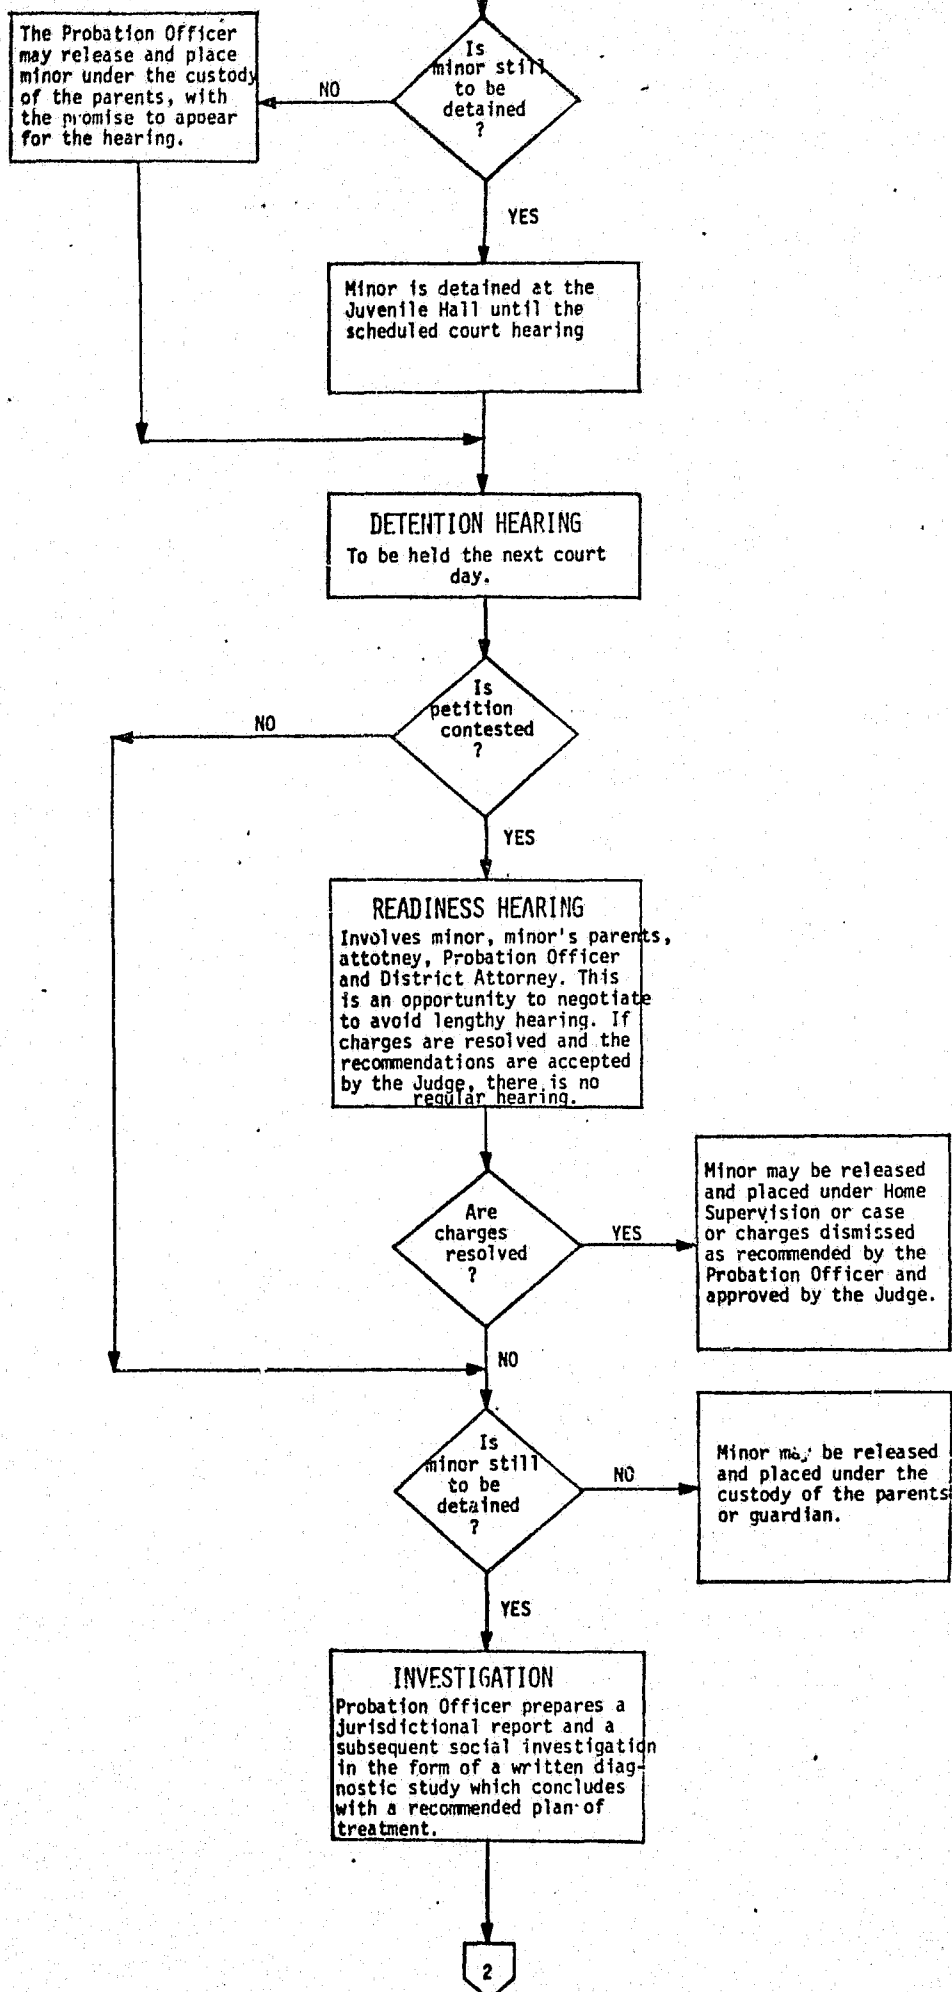 The Probation Officer
may release and place
minor under the custody
of the parents, with
the promise to appear
for the hearing.
NO
Is
minor still
to be
detained
?
YES
Minor is detained at the
Juvenile Hall until the
scheduled court hearing
DETENTION HEARING
To be held the next court
day.
Is
petition
contested
?
NO
YES
READINESS HEARING
Involves minor, minor's parents,
attotney, Probation Officer
and District Attorney. This
is an opportunity to negotiate
to avoid lengthy hearing. If
charges are resolved and the
recommendations are accepted
by the Judge, there is no
regular hearing.
Are
charges
resolved
?
YES
Minor may be released
and placed under Home
Supervision or case
or charges dismissed
as recommended by the
Probation Officer and
approved by the Judge.
NO
Is
minor still
to be
detained
?
NO
Minor may be released
and placed under the
custody of the parents
or guardian.
YES
INVESTIGATION
Probation Officer prepares a
jurisdictional report and a
subsequent social investigation
in the form of a written diag-
nostic study which concludes
with a recommended plan of
treatment.
2